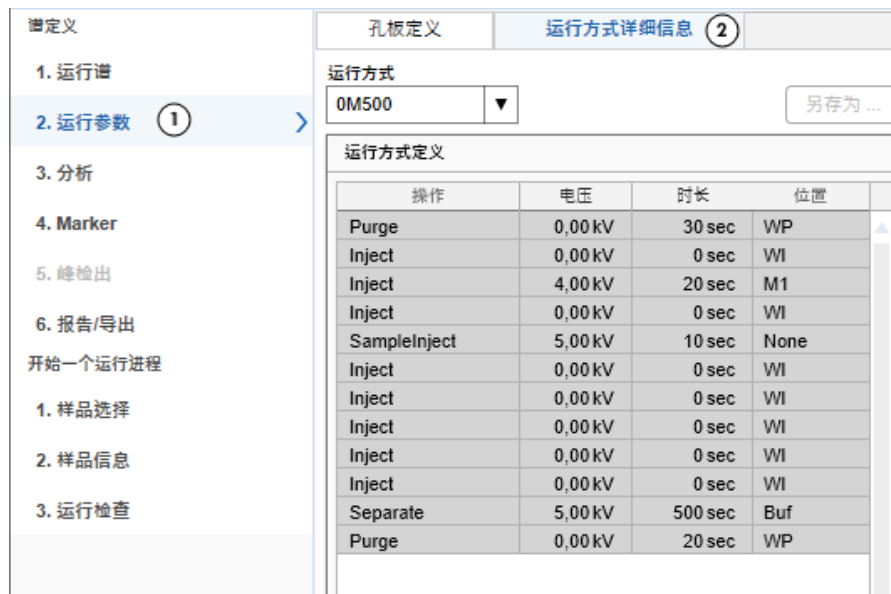 谱定义
1. 运行谱
2. 运行参数 1
3. 分析
4. Marker
5. 峰检出
6. 报告/导出
开始一个运行进程
1. 样品选择
2. 样品信息
3. 运行检查
孔板定义 运行方式详细信息 2
运行方式
0M500 ▼ 另存为 ...
运行方式定义
操作 电压 时长 位置
Purge 0,00 kV 30 sec WP
Inject 0,00 kV 0 sec WI
Inject 4,00 kV 20 sec M1
Inject 0,00 kV 0 sec WI
SampleInject 5,00 kV 10 sec None
Inject 0,00 kV 0 sec WI
Inject 0,00 kV 0 sec WI
Inject 0,00 kV 0 sec WI
Inject 0,00 kV 0 sec WI
Inject 0,00 kV 0 sec WI
Separate 5,00 kV 500 sec Buf
Purge 0,00 kV 20 sec WP